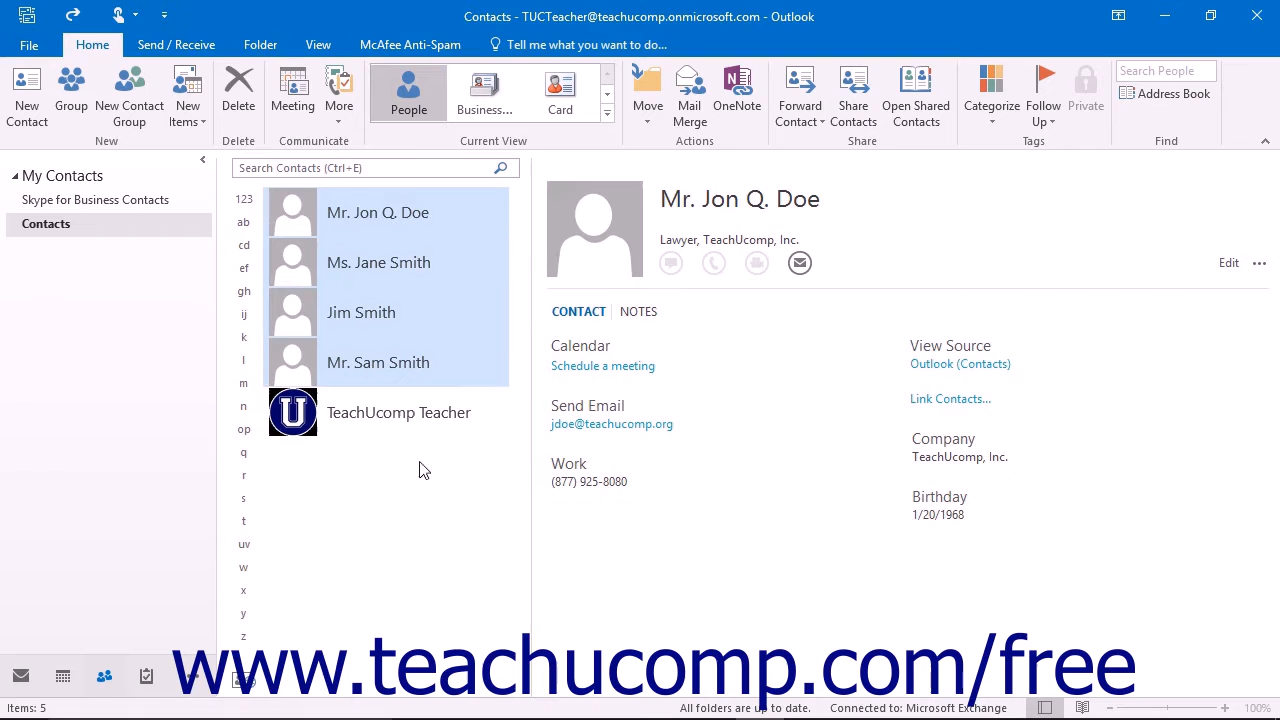 Contacts - TUCTeacher@teachucomp.onmicrosoft.com - Outlook
File Home Send / Receive Folder View McAfee Anti-Spam Tell me what you want to do...
New Contact
Group
New Contact Group
New Items
Delete
Meeting
More
People
Business...
Card
Move
Mail Merge
OneNote
Forward Contact
Share Contacts
Open Shared Contacts
Categorize
Follow Up
Private
Search People
Address Book
New Delete Communicate Current View Actions Share Tags Find
My Contacts
Skype for Business Contacts
Contacts
Search Contacts (Ctrl+E)
123
ab
cd
ef
gh
ij
k
l
m
n
op
q
r
s
t
uv
w
x
y
z
Mr. Jon Q. Doe
Ms. Jane Smith
Jim Smith
Mr. Sam Smith
U
TeachUcomp Teacher
Mr. Jon Q. Doe
Lawyer, TeachUcomp, Inc.
Edit
CONTACT NOTES
Calendar
Schedule a meeting
Send Email
jdoe@teachucomp.org
Work
(877) 925-8080
View Source
Outlook (Contacts)
Link Contacts...
Company
TeachUcomp, Inc.
Birthday
1/20/1968
www.teachucomp.com/free
Items: 5 All folders are up to date. Connected to: Microsoft Exchange 100%